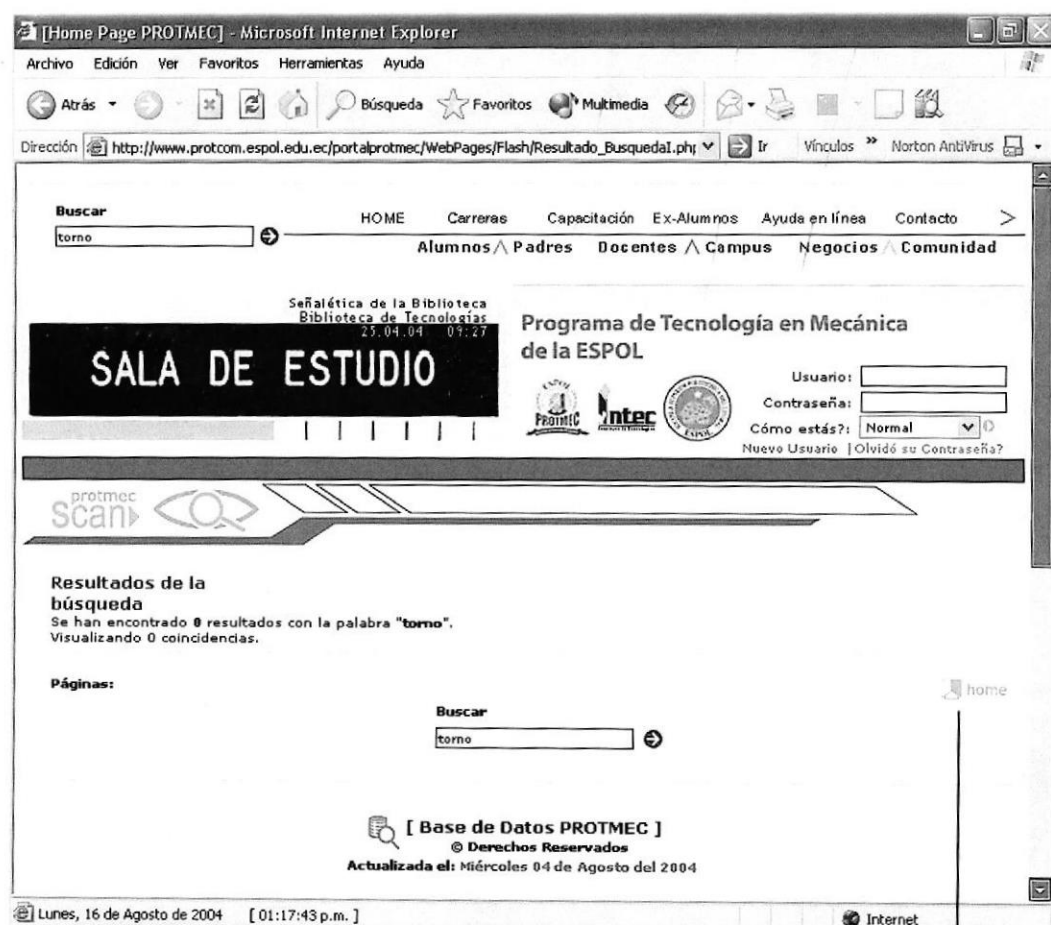 [Home Page PROTMEC] - Microsoft Internet Explorer
Archivo Edición Ver Favoritos Herramientas Ayuda
Atrás Búsqueda Favoritos Multimedia
Dirección http://www.protcom.espol.edu.ec/portalprotmec/WebPages/Flash/Resultado_BusquedaI.php Ir Vínculos » Norton AntiVirus
Buscar
torno
HOME Carreras Capacitación Ex-Alumnos Ayuda en línea Contacto >
Alumnos Padres Docentes Campus Negocios Comunidad
Señalética de la Biblioteca
Biblioteca de Tecnologías
25.04.04 09:27
SALA DE ESTUDIO
Programa de Tecnología en Mecánica
de la ESPOL
ESPOL
PROTMEC
intec
ESPOL
Usuario:
Contraseña:
Cómo estás?: Normal
Nuevo Usuario | Olvidó su Contraseña?
protmec
scan
Resultados de la
búsqueda
Se han encontrado 0 resultados con la palabra "torno".
Visualizando 0 coincidencias.
Páginas:
home
Buscar
torno
[ Base de Datos PROTMEC ]
© Derechos Reservados
Actualizada el: Miércoles 04 de Agosto del 2004
Lunes, 16 de Agosto de 2004 [ 01:17:43 p.m. ] Internet